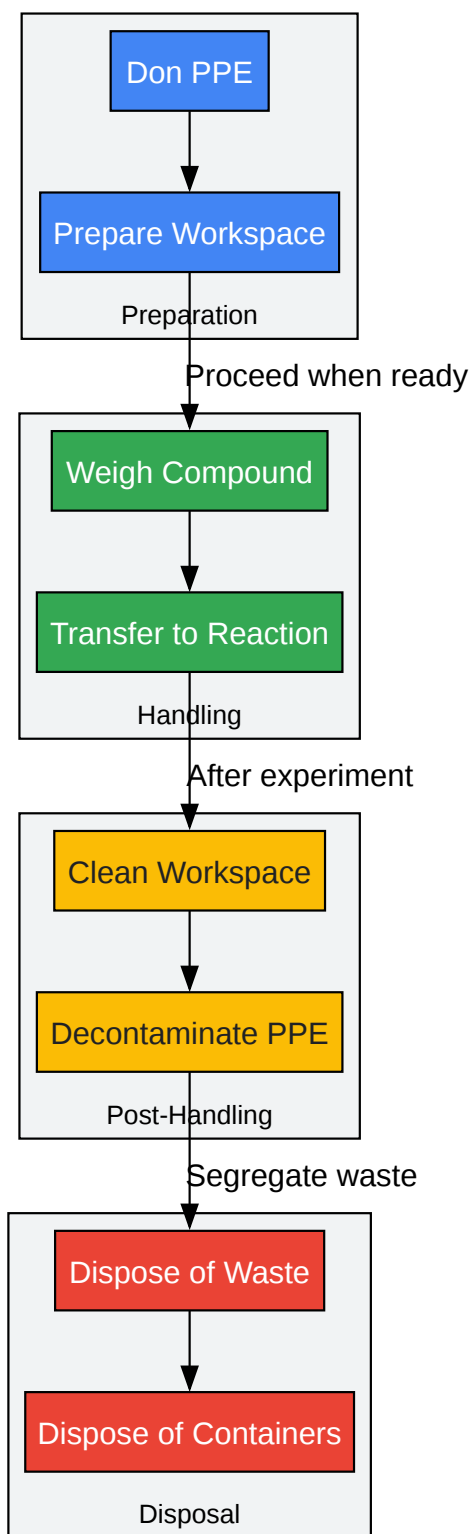 Don PPE
Prepare Workspace
Preparation
Proceed when ready
Weigh Compound
Transfer to Reaction
Handling
After experiment
Clean Workspace
Decontaminate PPE
Post-Handling
Segregate waste
Dispose of Waste
Dispose of Containers
Disposal